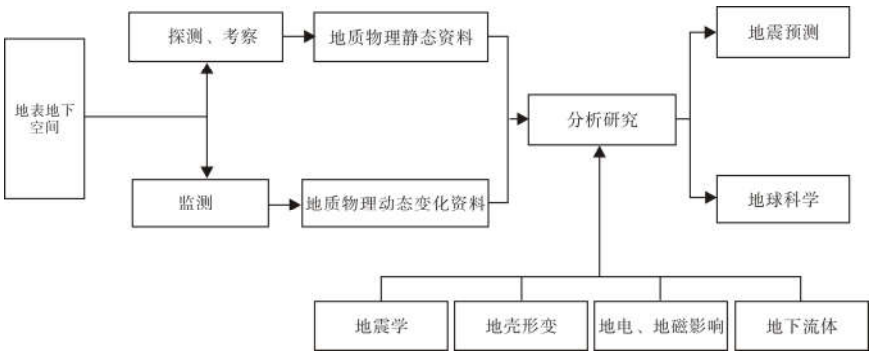 探测、考察
地质物理静态资料
地震预测
地表地下
空间
分析研究
监测
地质物理动态变化资料
地球科学
地震学
地壳形变
地电、地磁影响
地下流体